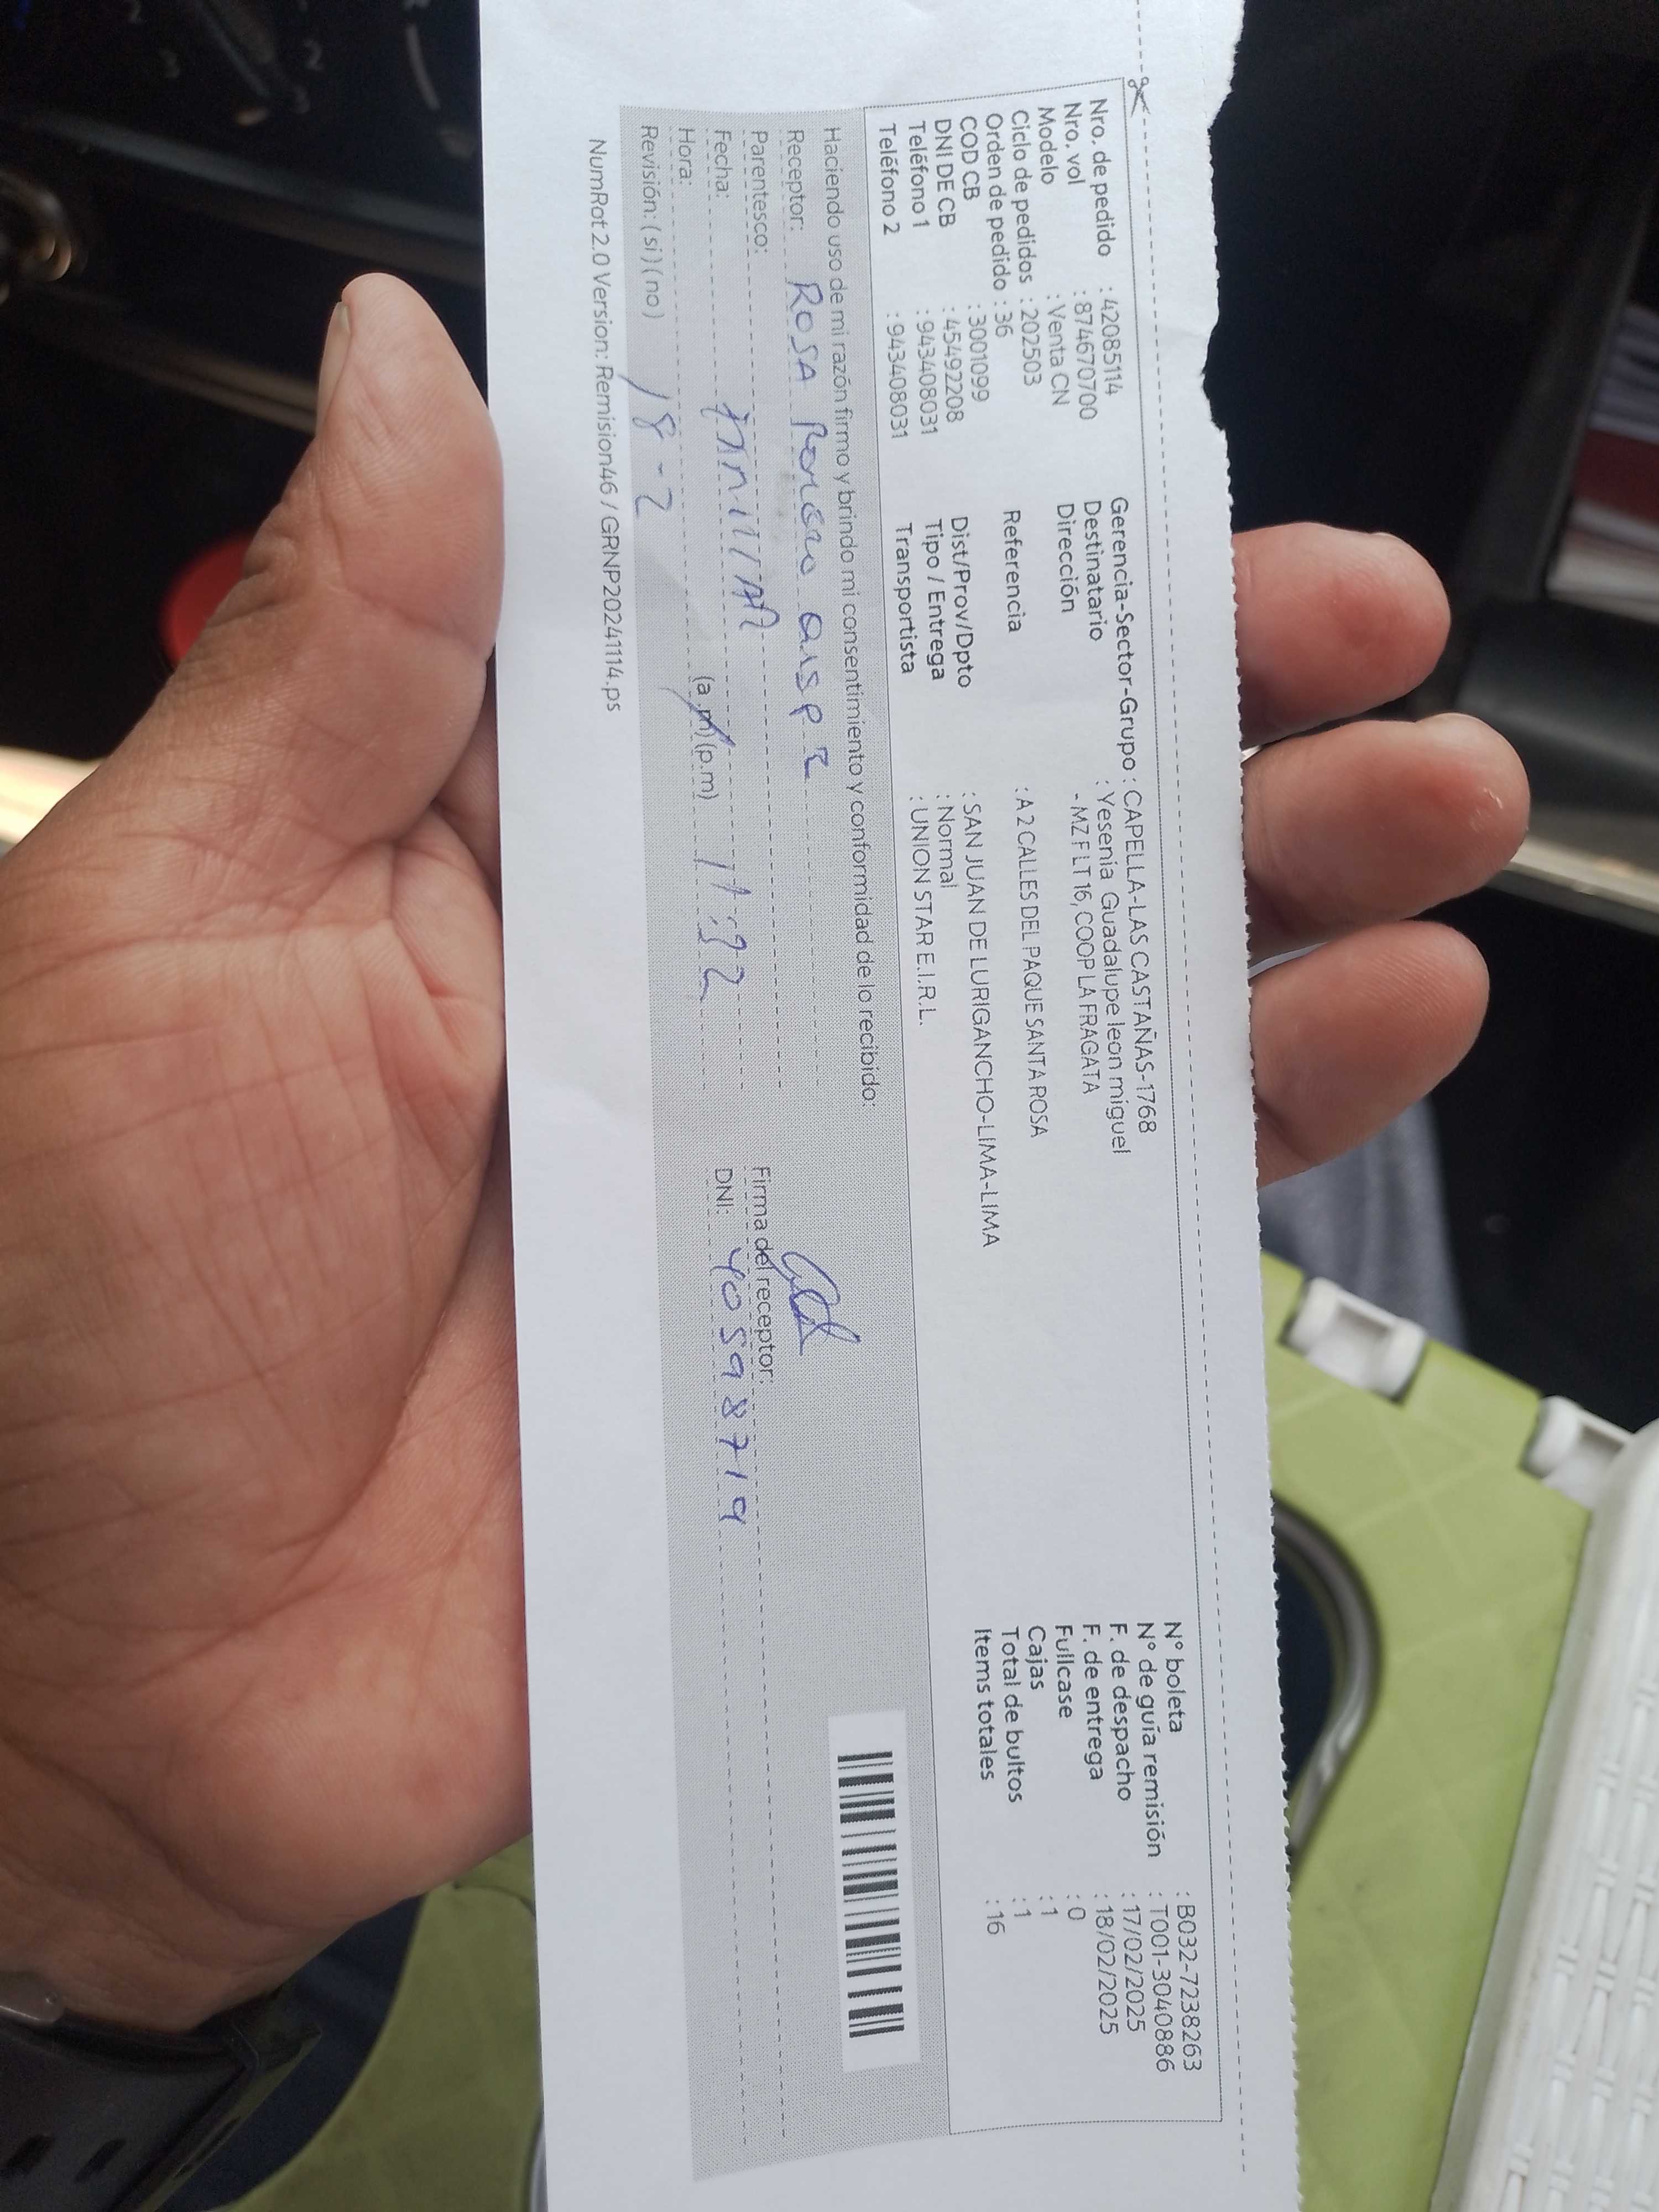 Nro. de pedido : 42085114
Nro. vol : 874670700
Modelo : Venta CN
Ciclo de pedidos : 202503
Orden de pedido : 36
COD CB : 3001099
DNI DE CB : 45492208
Teléfono 1 : 943408031
Teléfono 2 : 943408031
Gerencia-Sector-Grupo : CAPELLA-LAS CASTAÑAS-1768
Destinatario : Yesenia Guadalupe leon miguel
Dirección - MZ F LT 16, COOP LA FRAGATA
Referencia : A 2 CALLES DEL PAQUE SANTA ROSA
Dist/Prov/Dpto : SAN JUAN DE LURIGANCHO-LIMA-LIMA
Tipo / Entrega : Normal
Transportista : UNION STAR E.I.R.L.
N° boleta : B032-7238263
N° de guía remisión : T001-3040886
F. de despacho : 17/02/2025
F. de entrega : 18/02/2025
Fullcase : 0
Cajas : 1
Total de bultos : 1
Items totales : 16
Haciendo uso de mi razón firmo y brindo mi consentimiento y conformidad de lo recibido:
Receptor: ROSA
Parentesco:
Fecha:
Hora: (a.m) (p.m)
Revisión: (si) (no) 18-2
Firma del receptor:
DNI: 40598719
NumRot 2.0 Version: Remision46 / GRNP20241114.ps